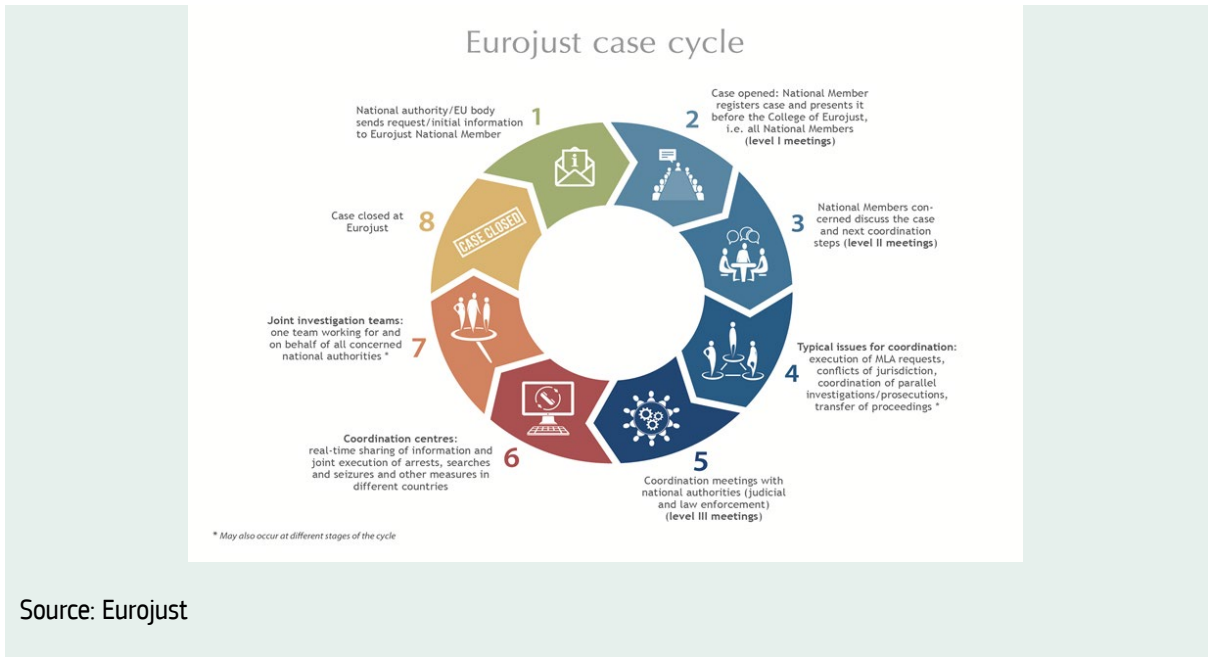 Eurojust case cycle
1
National authority/EU body
sends request/initial information
to Eurojust National Member
2
Case opened: National Member
registers case and presents it
before the College of Eurojust,
i.e. all National Members
(level I meetings)
3
National Members con-
cerned discuss the case
and next coordination
steps (level II meetings)
4
Typical issues for coordination:
execution of MLA requests,
conflicts of jurisdiction,
coordination of parallel
investigations/prosecutions,
transfer of proceedings *
5
Coordination meetings with
national authorities (judicial
and law enforcement)
(level III meetings)
6
Coordination centres:
real-time sharing of information and
joint execution of arrests, searches
and seizures and other measures in
different countries
7
Joint investigation teams:
one team working for and
on behalf of all concerned
national authorities *
8
Case closed at
Eurojust
CASE CLOSED
i
* May also occur at different stages of the cycle
Source: Eurojust